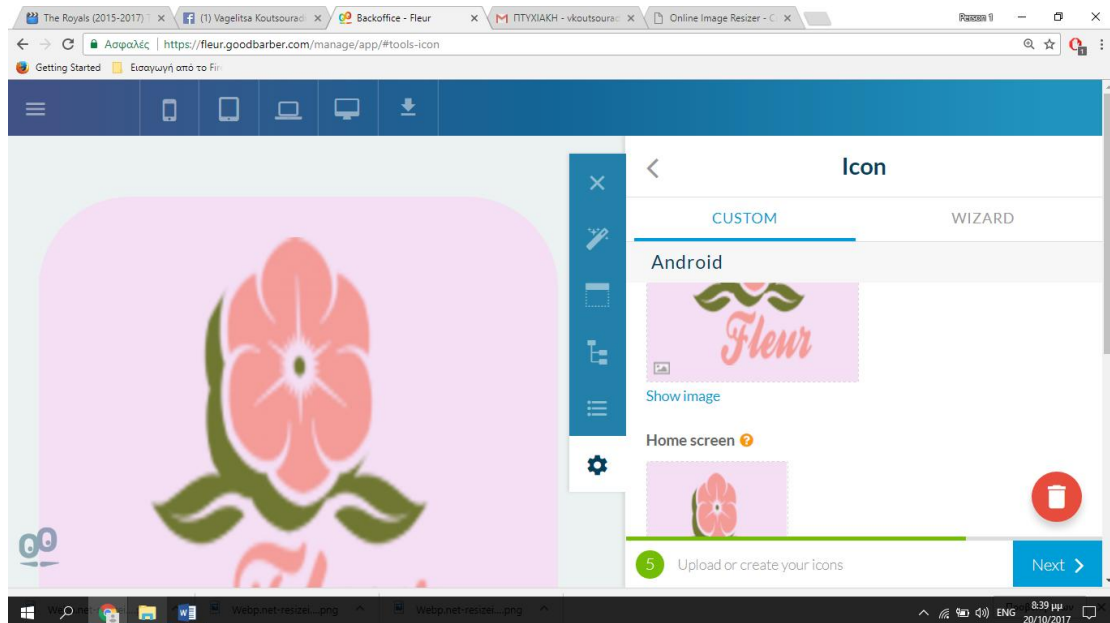 The Royals (2015-2017) T
(1) Vagelitsa Koutsourad
Backoffice - Fleur
ΠΤΥΧΙΑΚΗ - vkoutsourad
Online Image Resizer - C
Person 1
Ασφαλές
https://fleur.goodbarber.com/manage/app/#tools-icon
Getting Started
Εισαγωγή από το Fir
Icon
CUSTOM
WIZARD
Android
Fleur
Show image
Home screen
5 Upload or create your icons
Next
Webp.net-resizei....png
Webp.net-resizei....png
ENG
8:39 μμ
20/10/2017